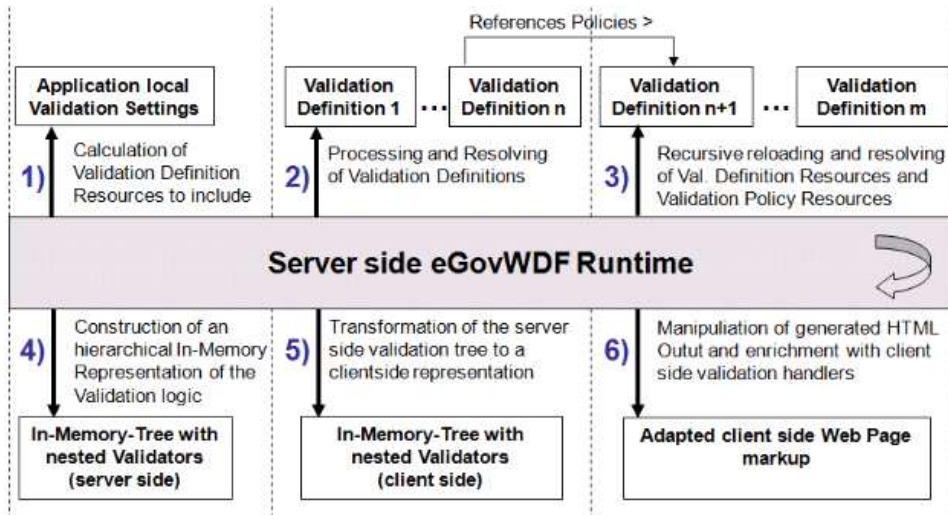 References Policies >
Application local
Validation Settings
Validation
Definition 1
...
Validation
Definition n
Validation
Definition n+1
...
Validation
Definition m
1)
Calculation of
Validation Definition
Resources to include
2)
Processing and Resolving
of Validation Definitions
3)
Recursive reloading and resolving
of Val. Definition Resources and
Validation Policy Resources
Server side eGovWDF Runtime
4)
Construction of an
hierarchical In-Memory
Representation of the
Validation logic
5)
Transformation of the server
side validation tree to a
clientside representation
6)
Manipuliation of generated HTML
Outut and enrichment with client
side validation handlers
In-Memory-Tree with
nested Validators
(server side)
In-Memory-Tree with
nested Validators
(client side)
Adapted client side Web Page
markup